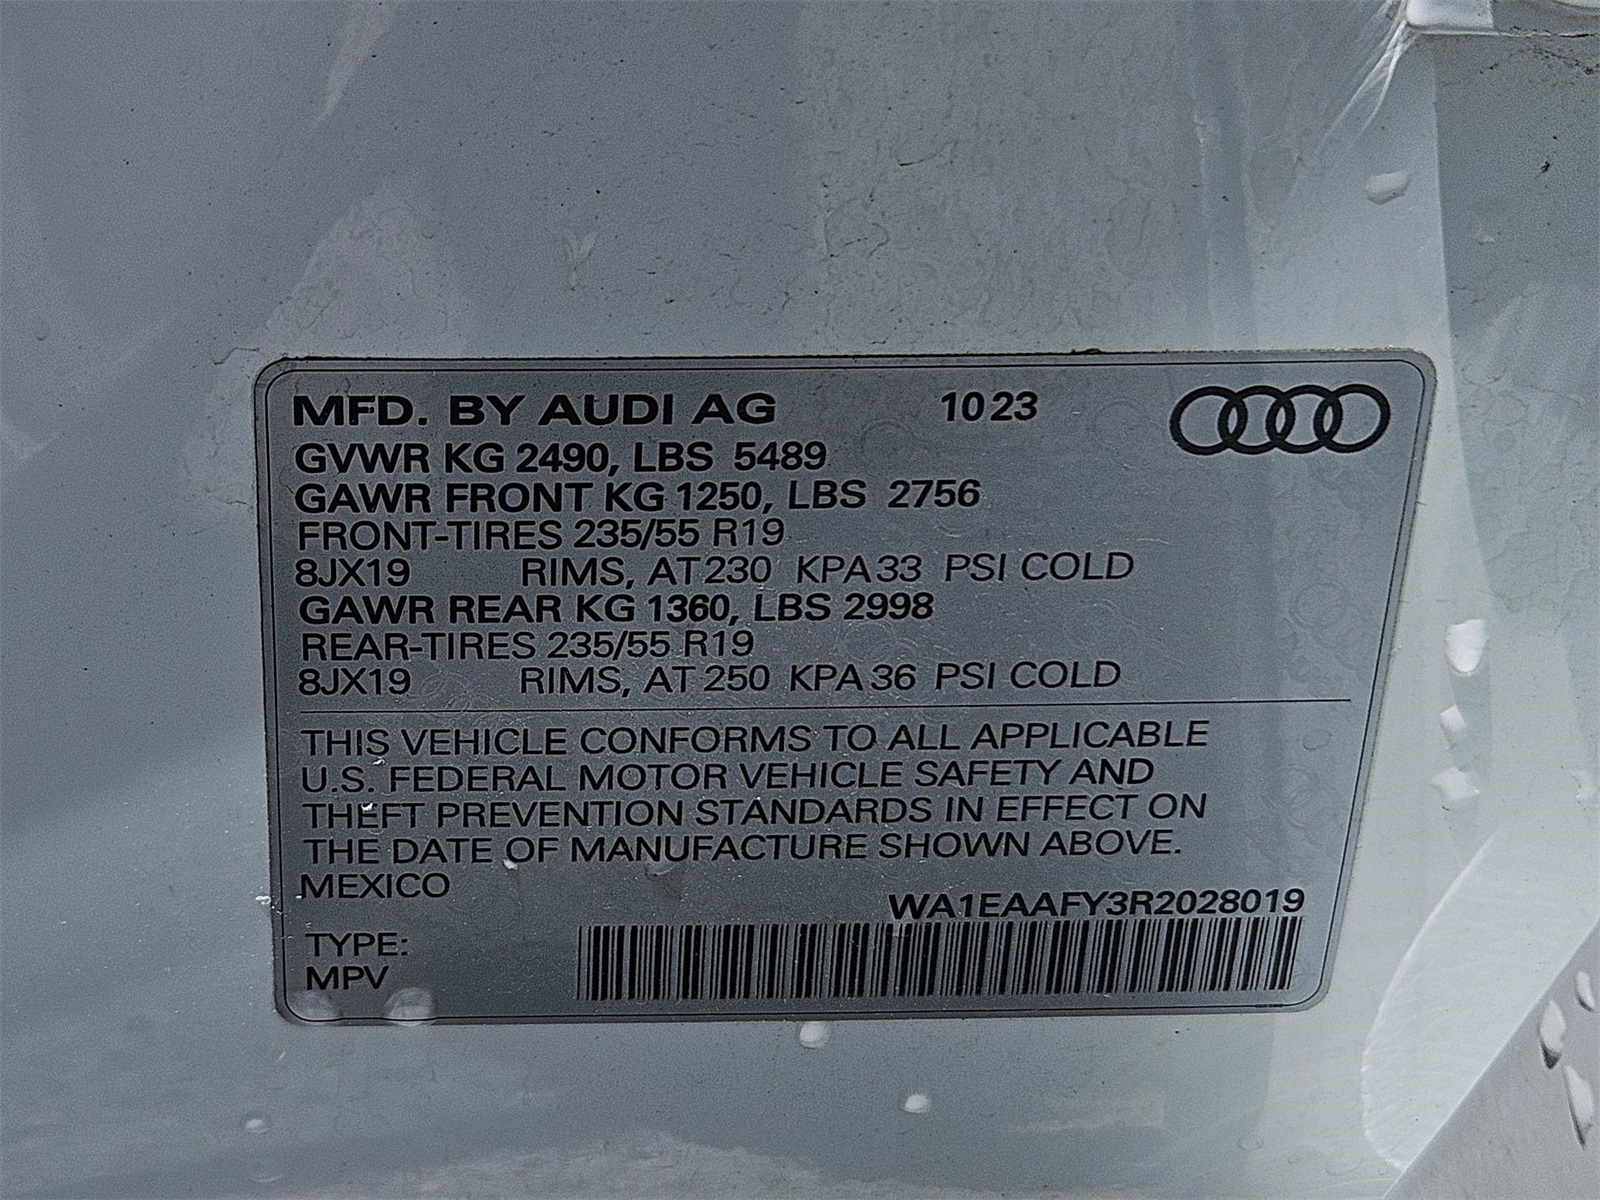 MFD. BY AUDI AG 10 23
GVWR KG 2490, LBS 5489
GAWR FRONT KG 1250, LBS 2756
FRONT-TIRES 235/55 R19
8JX19 RIMS, AT 230 KPA 33 PSI COLD
GAWR REAR KG 1360, LBS 2998
REAR-TIRES 235/55 R19
8JX19 RIMS, AT 250 KPA 36 PSI COLD
THIS VEHICLE CONFORMS TO ALL APPLICABLE
U.S. FEDERAL MOTOR VEHICLE SAFETY AND
THEFT PREVENTION STANDARDS IN EFFECT ON
THE DATE OF MANUFACTURE SHOWN ABOVE.
MEXICO
WA1EAAFY3R2028019
TYPE:
MPV